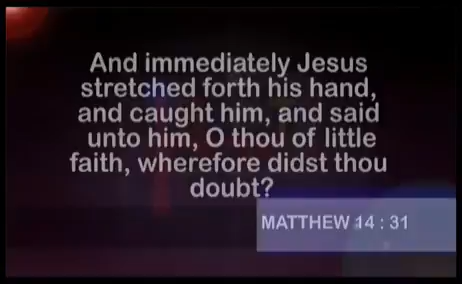 And immediately Jesus
stretched forth his hand,
and caught him, and said
unto him, O thou of little
faith, wherefore didst thou
doubt?
MATTHEW 14 : 31